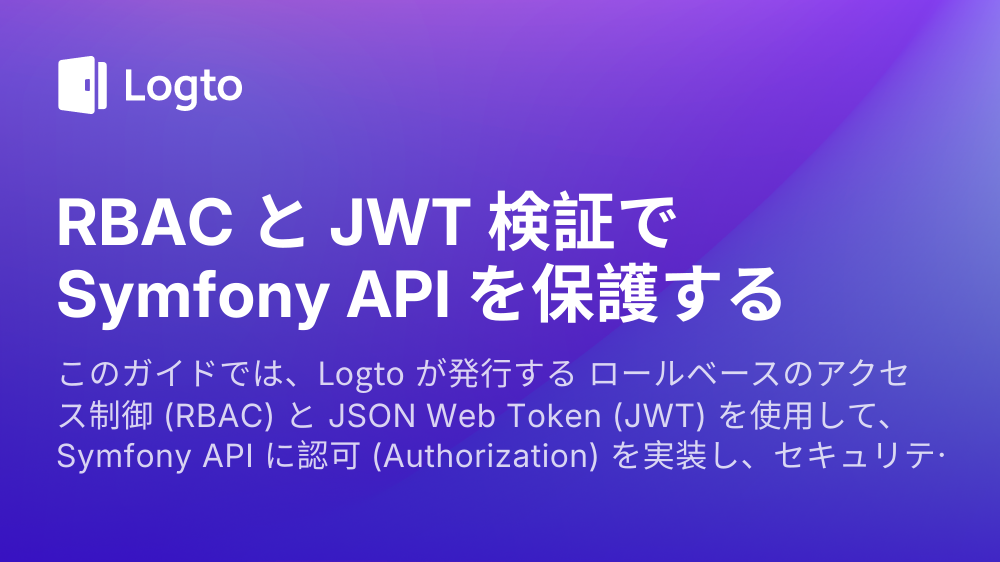 Logto
RBAC と JWT 検証で
Symfony API を保護する
このガイドでは、Logto が発行する ロールベースのアクセ
ス制御 (RBAC) と JSON Web Token (JWT) を使用して、
Symfony API に認可 (Authorization) を実装し、セキュリテ·